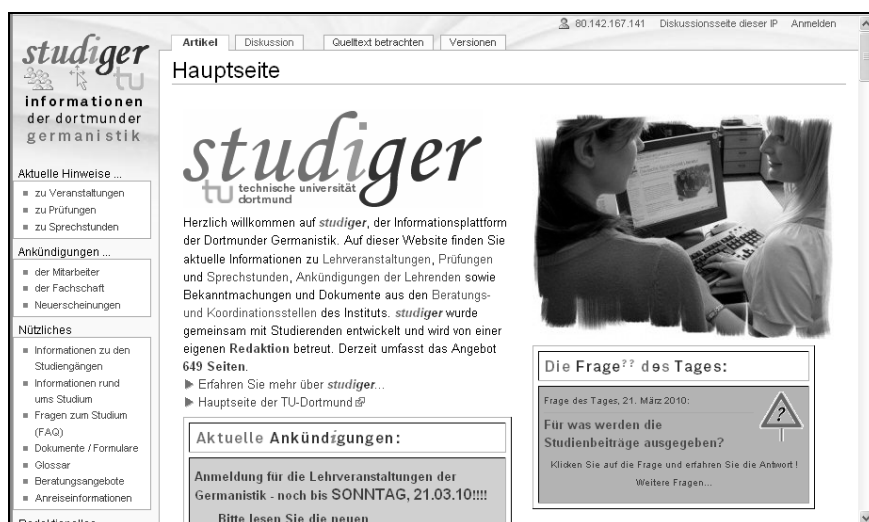 80.142.167.141 Diskussionsseite dieser IP Anmelden
Artikel Diskussion Quelltext betrachten Versionen
studiger
tu
informationen
der dortmunder
germanistik
Aktuelle Hinweise ...
zu Veranstaltungen
zu Prüfungen
zu Sprechstunden
Ankündigungen ...
der Mitarbeiter
der Fachschaft
Neuerscheinungen
Nützliches
Informationen zu den
Studiengängen
Informationen rund
ums Studium
Fragen zum Studium
(FAQ)
Dokumente / Formulare
Glossar
Beratungsangebote
Anreiseinformationen
Redaktionelles
Hauptseite
studiger
tu technische universität
dortmund
Herzlich willkommen auf studiger, der Informationsplattform
der Dortmunder Germanistik. Auf dieser Website finden Sie
aktuelle Informationen zu Lehrveranstaltungen, Prüfungen
und Sprechstunden, Ankündigungen der Lehrenden sowie
Bekanntmachungen und Dokumente aus den Beratungs-
und Koordinationsstellen des Instituts. studiger wurde
gemeinsam mit Studierenden entwickelt und wird von einer
eigenen Redaktion betreut. Derzeit umfasst das Angebot
649 Seiten.
Erfahren Sie mehr über studiger...
Hauptseite der TU-Dortmund
Aktuelle Ankündigungen:
Anmeldung für die Lehrveranstaltungen der
Germanistik - noch bis SONNTAG, 21.03.10!!!!
Bitte lesen Sie die neuen
Die Frage?? des Tages:
Frage des Tages, 21. März 2010:
Für was werden die
Studienbeiträge ausgegeben?
?
Klicken Sie auf die Frage und erfahren Sie die Antwort !
Weitere Fragen...